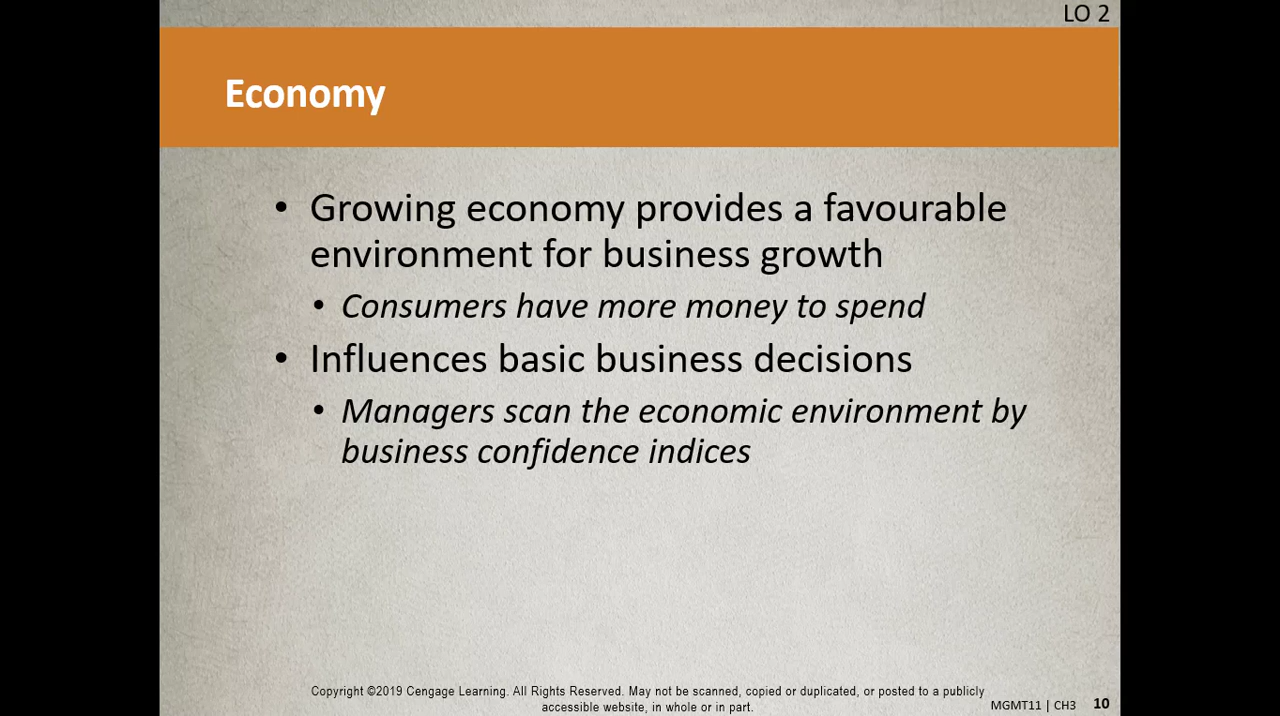 LO 2
Economy
• Growing economy provides a favourable
environment for business growth
• Consumers have more money to spend
• Influences basic business decisions
• Managers scan the economic environment by
business confidence indices
Copyright ©2019 Cengage Learning. All Rights Reserved. May not be scanned, copied or duplicated, or posted to a publicly
accessible website, in whole or in part.
MGMT11 | CH3 10